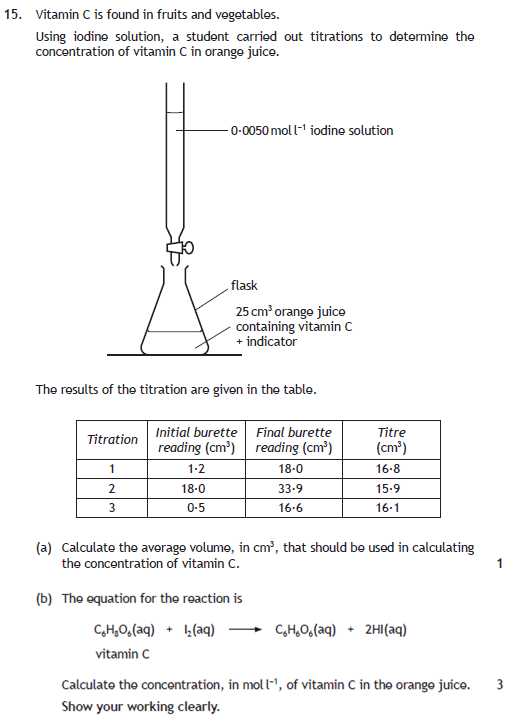 15. Vitamin C is found in fruits and vegetables.
Using iodine solution, a student carried out titrations to determine the
concentration of vitamin C in orange juice.
0·0050 mol l⁻¹ iodine solution
flask
25 cm³ orange juice
containing vitamin C
+ indicator
The results of the titration are given in the table.
Titration | Initial burette reading (cm³) | Final burette reading (cm³) | Titre (cm³)
1 | 1·2 | 18·0 | 16·8
2 | 18·0 | 33·9 | 15·9
3 | 0·5 | 16·6 | 16·1
(a) Calculate the average volume, in cm³, that should be used in calculating
the concentration of vitamin C. 1
(b) The equation for the reaction is
C₆H₈O₆(aq) + I₂(aq) ⟶ C₆H₆O₆(aq) + 2HI(aq)
vitamin C
Calculate the concentration, in mol l⁻¹, of vitamin C in the orange juice. 3
Show your working clearly.